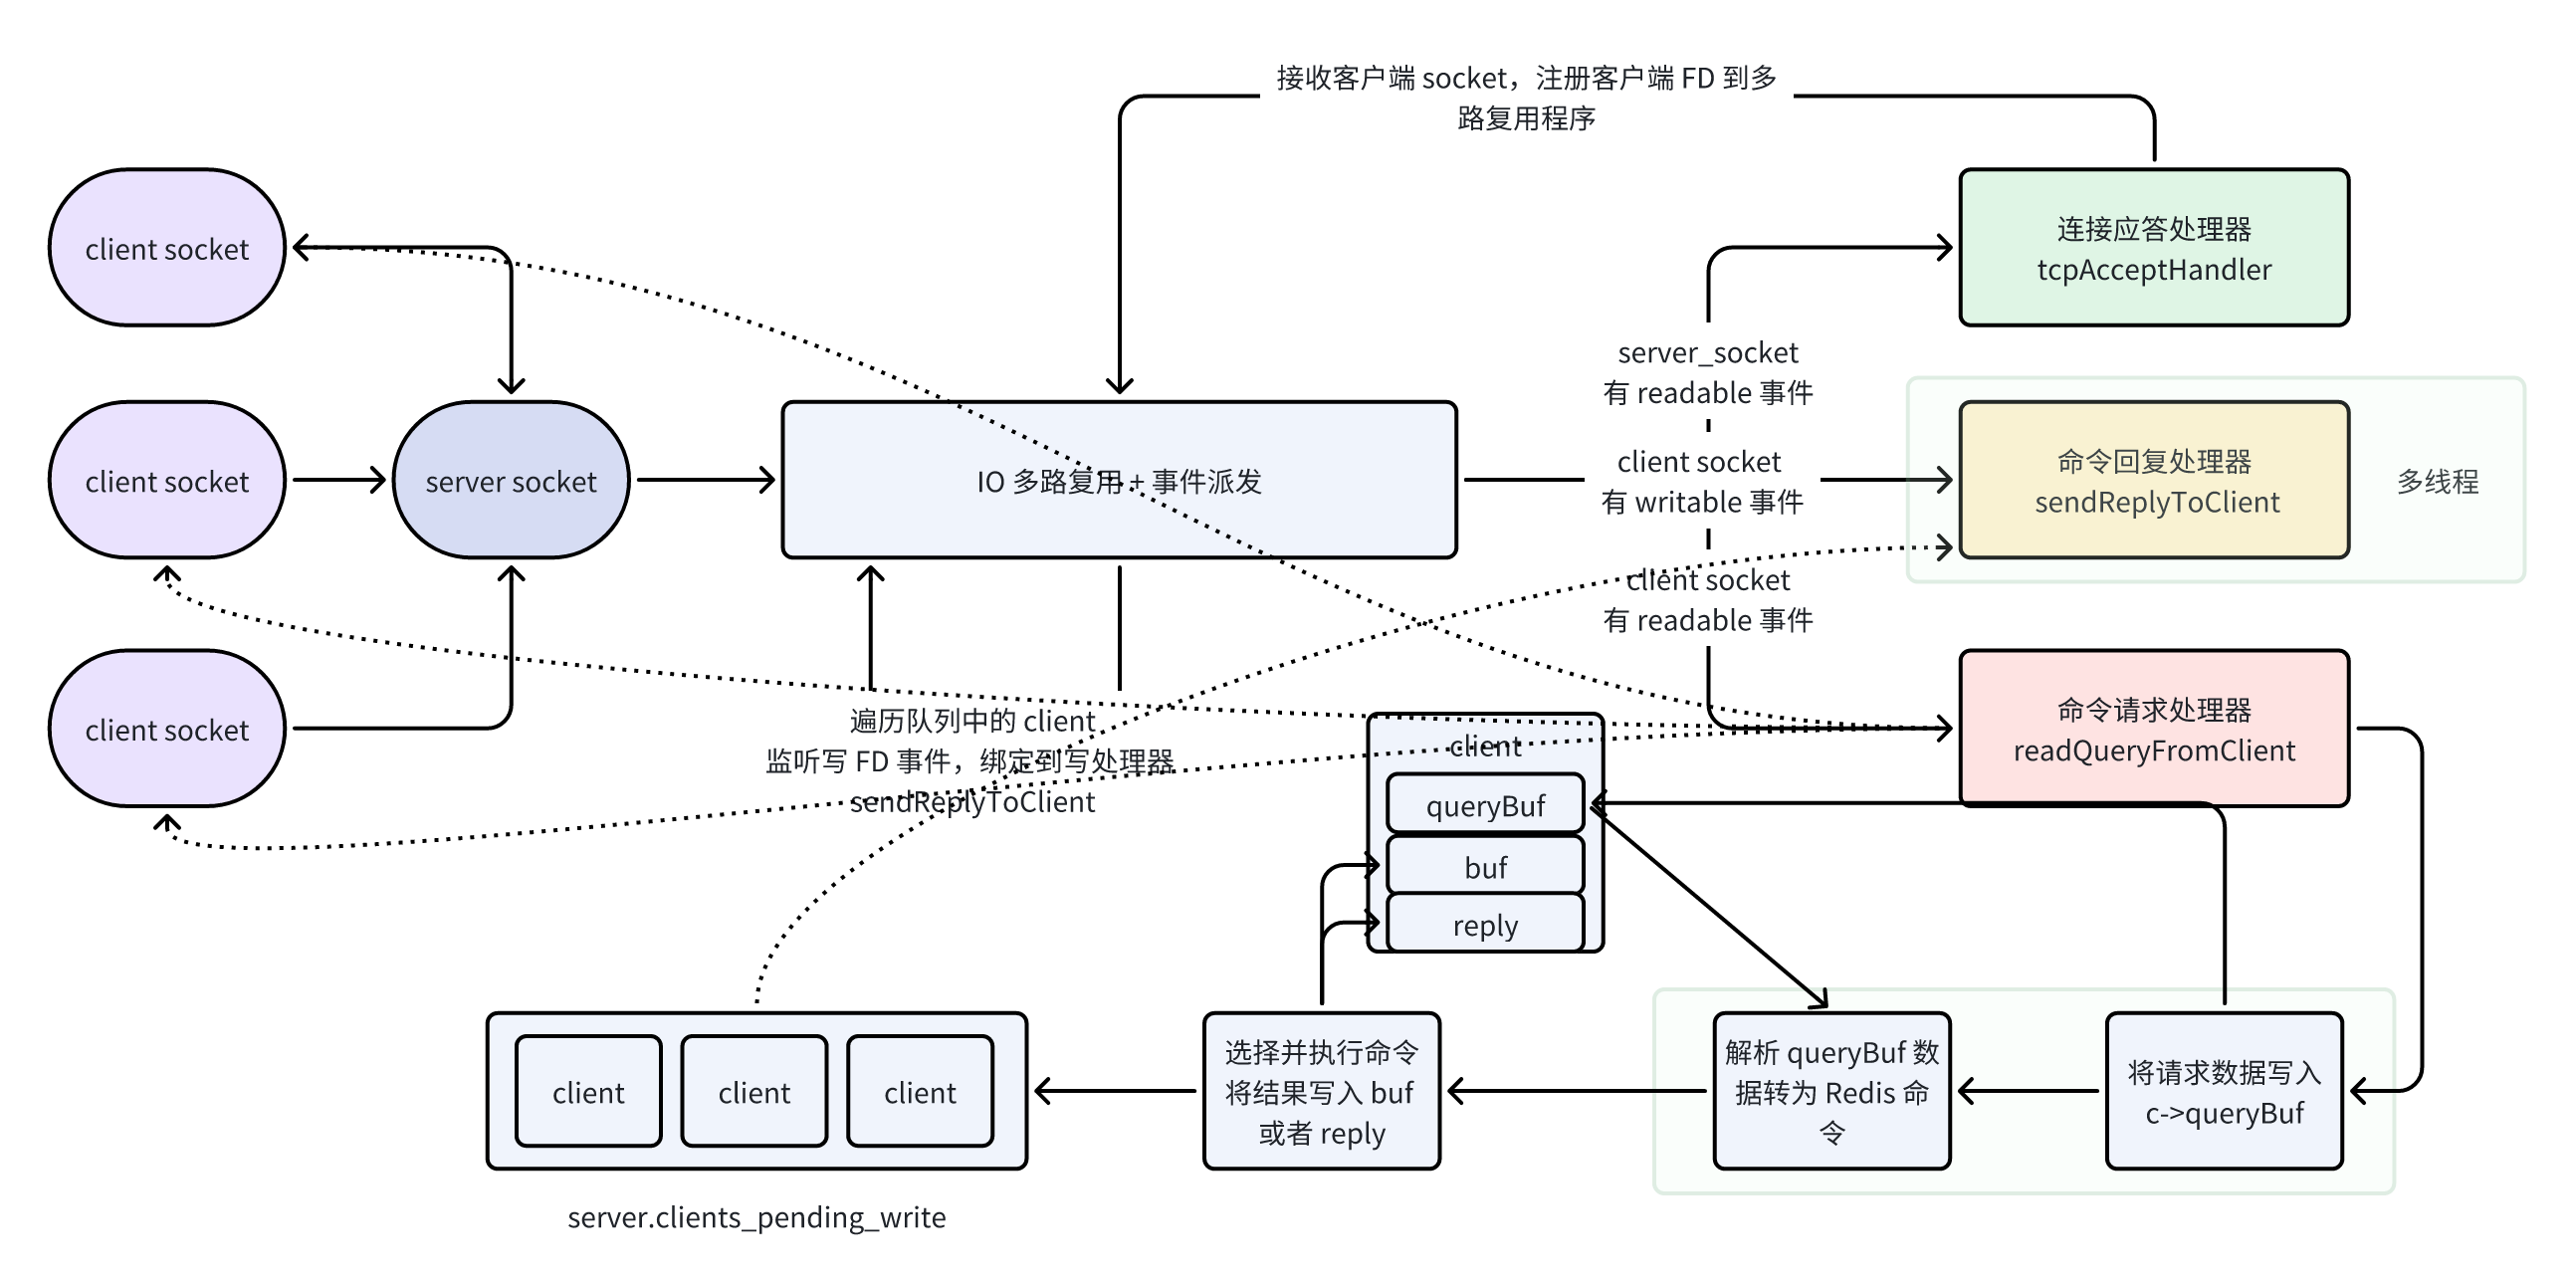 接收客户端 socket，注册客户端 FD 到多
路复用程序
client socket
连接应答处理器
tcpAcceptHandler
server_socket
有 readable 事件
client socket
server socket
IO 多路复用 + 事件派发
client socket
有 writable 事件
命令回复处理器
sendReplyToClient
多线程
client socket
有 readable 事件
client socket
遍历队列中的 client
监听写 FD 事件，绑定到写处理器
sendReplyToClient
命令请求处理器
readQueryFromClient
client
queryBuf
buf
reply
client
client
client
选择并执行命令
将结果写入 buf
或者 reply
解析 queryBuf 数
据转为 Redis 命
令
将请求数据写入
c->queryBuf
server.clients_pending_write